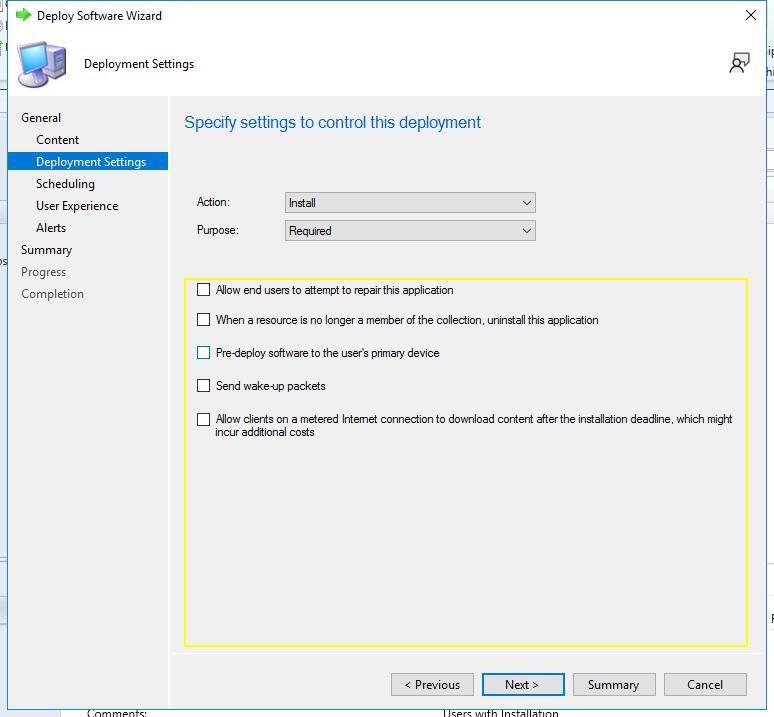 Deploy Software Wizard
Deployment Settings
General
Content
Deployment Settings
Scheduling
User Experience
Alerts
Summary
Progress
Completion
Specify settings to control this deployment
Action:
Install
Purpose:
Required
Allow end users to attempt to repair this application
When a resource is no longer a member of the collection, uninstall this application
Pre-deploy software to the user's primary device
Send wake-up packets
Allow clients on a metered Internet connection to download content after the installation deadline, which might
incur additional costs
< Previous
Next >
Summary
Cancel
Comments:
Users with Installation